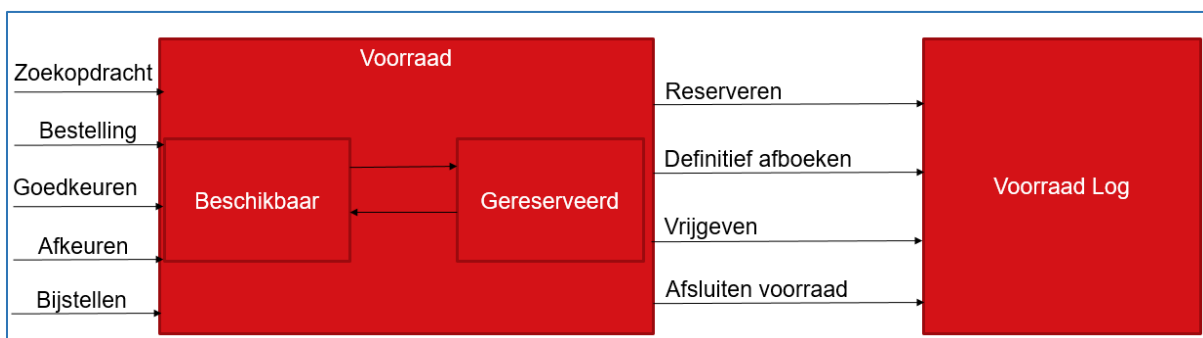 Voorraad
Zoekopdracht
Bestelling
Goedkeuren
Afkeuren
Bijstellen
Beschikbaar
Gereserveerd
Reserveren
Definitief afboeken
Vrijgeven
Afsluiten voorraad
Voorraad Log